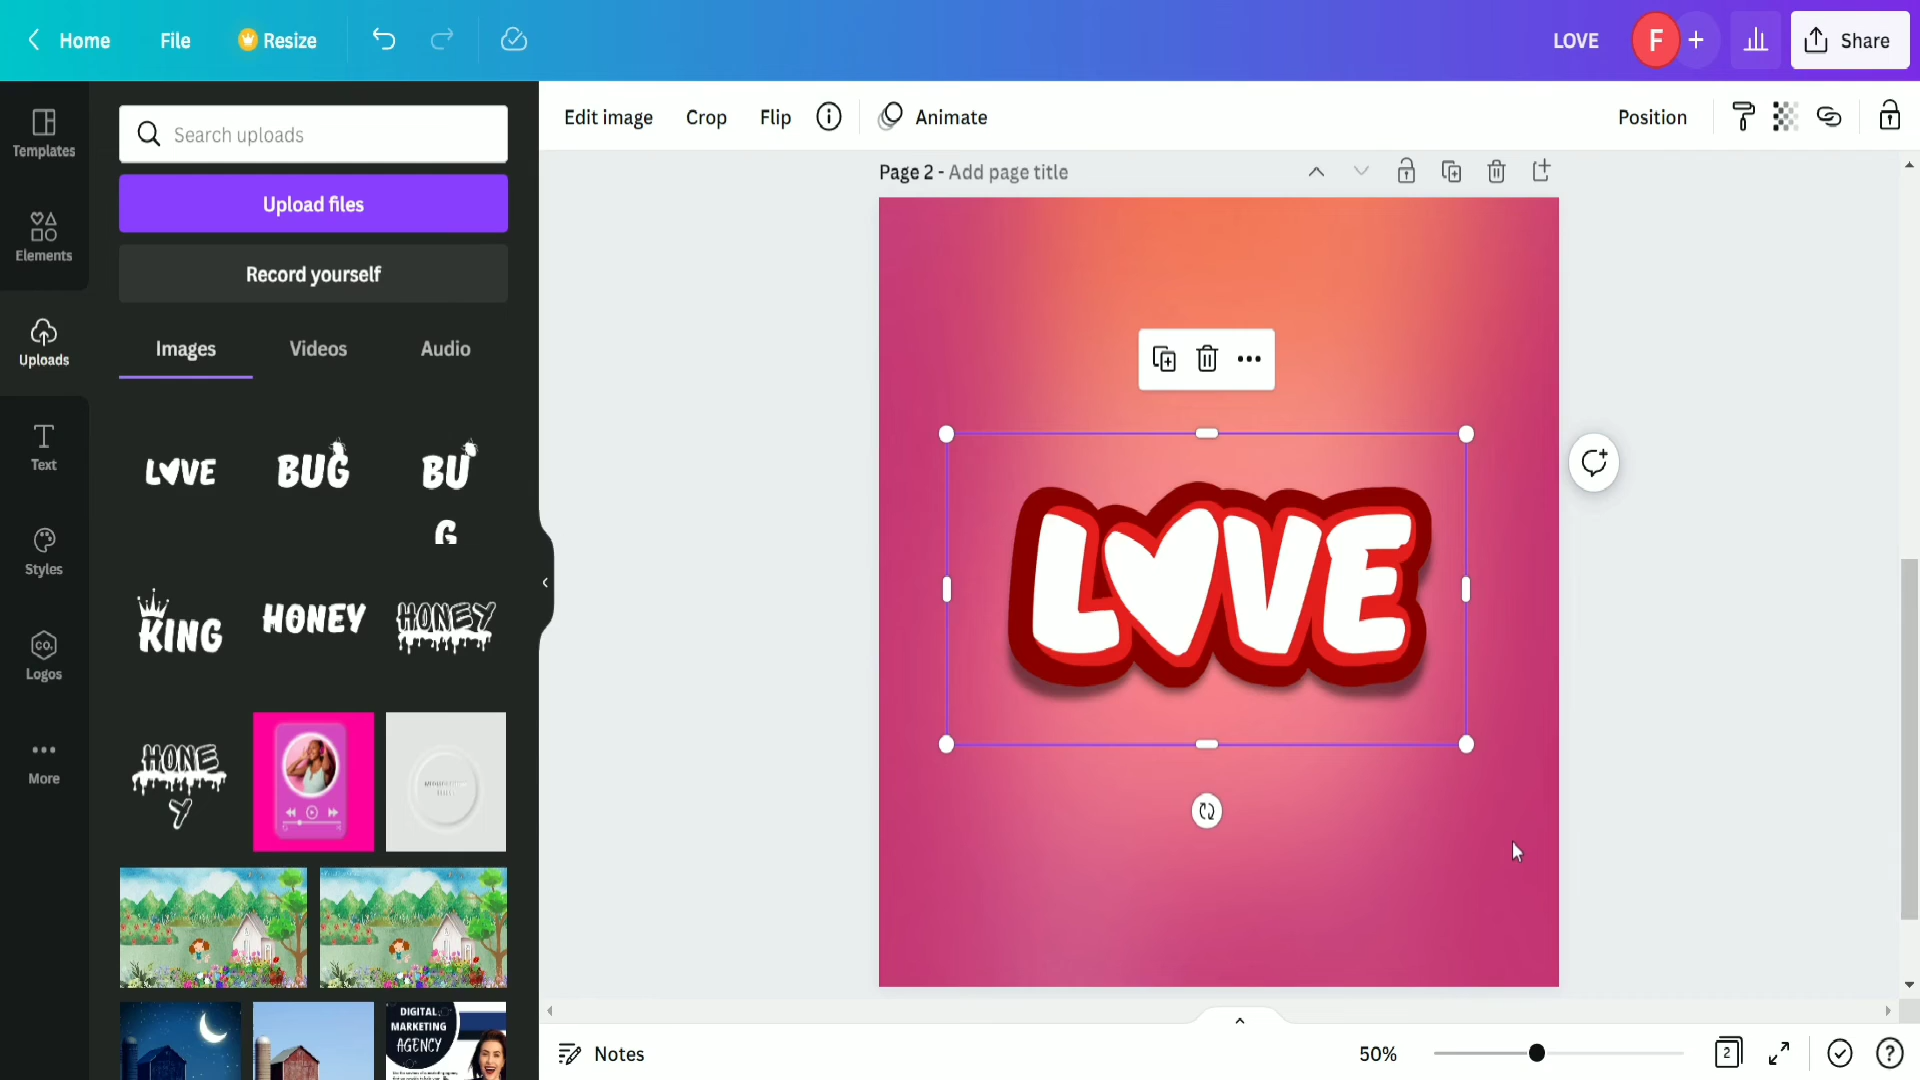 Home File Resize LOVE F Share
Templates
Elements
Uploads
Text
Styles
CO.
Logos
More
Search uploads
Upload files
Record yourself
Images Videos Audio
LOVE BUG BU
G
KING HONEY HONEY
HONE
Y
DIGITAL
MARKETING
AGENCY
Edit image Crop Flip Animate Position
Page 2 - Add page title
LOVE
Notes 50% 2